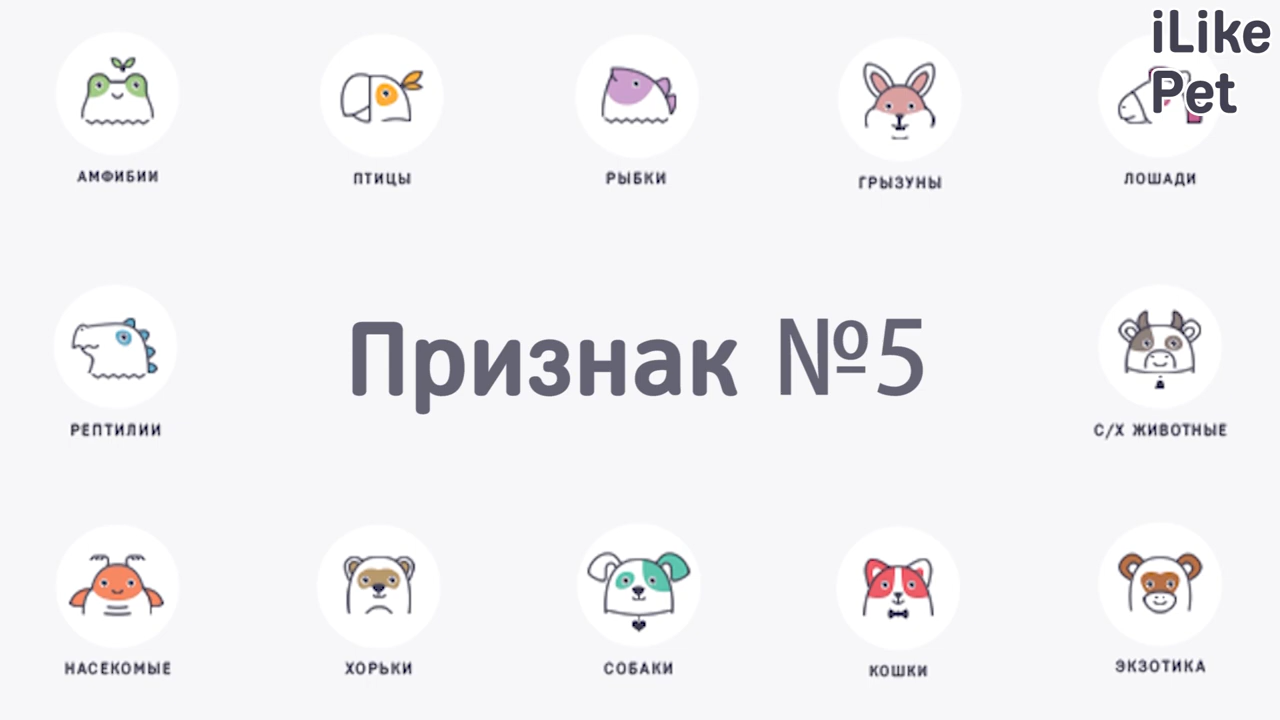 iLike
Pet
АМФИБИИ
ПТИЦЫ
РЫБКИ
ГРЫЗУНЫ
ЛОШАДИ
РЕПТИЛИИ
Признак №5
С/Х ЖИВОТНЫЕ
НАСЕКОМЫЕ
ХОРЬКИ
СОБАКИ
КОШКИ
ЭКЗОТИКА